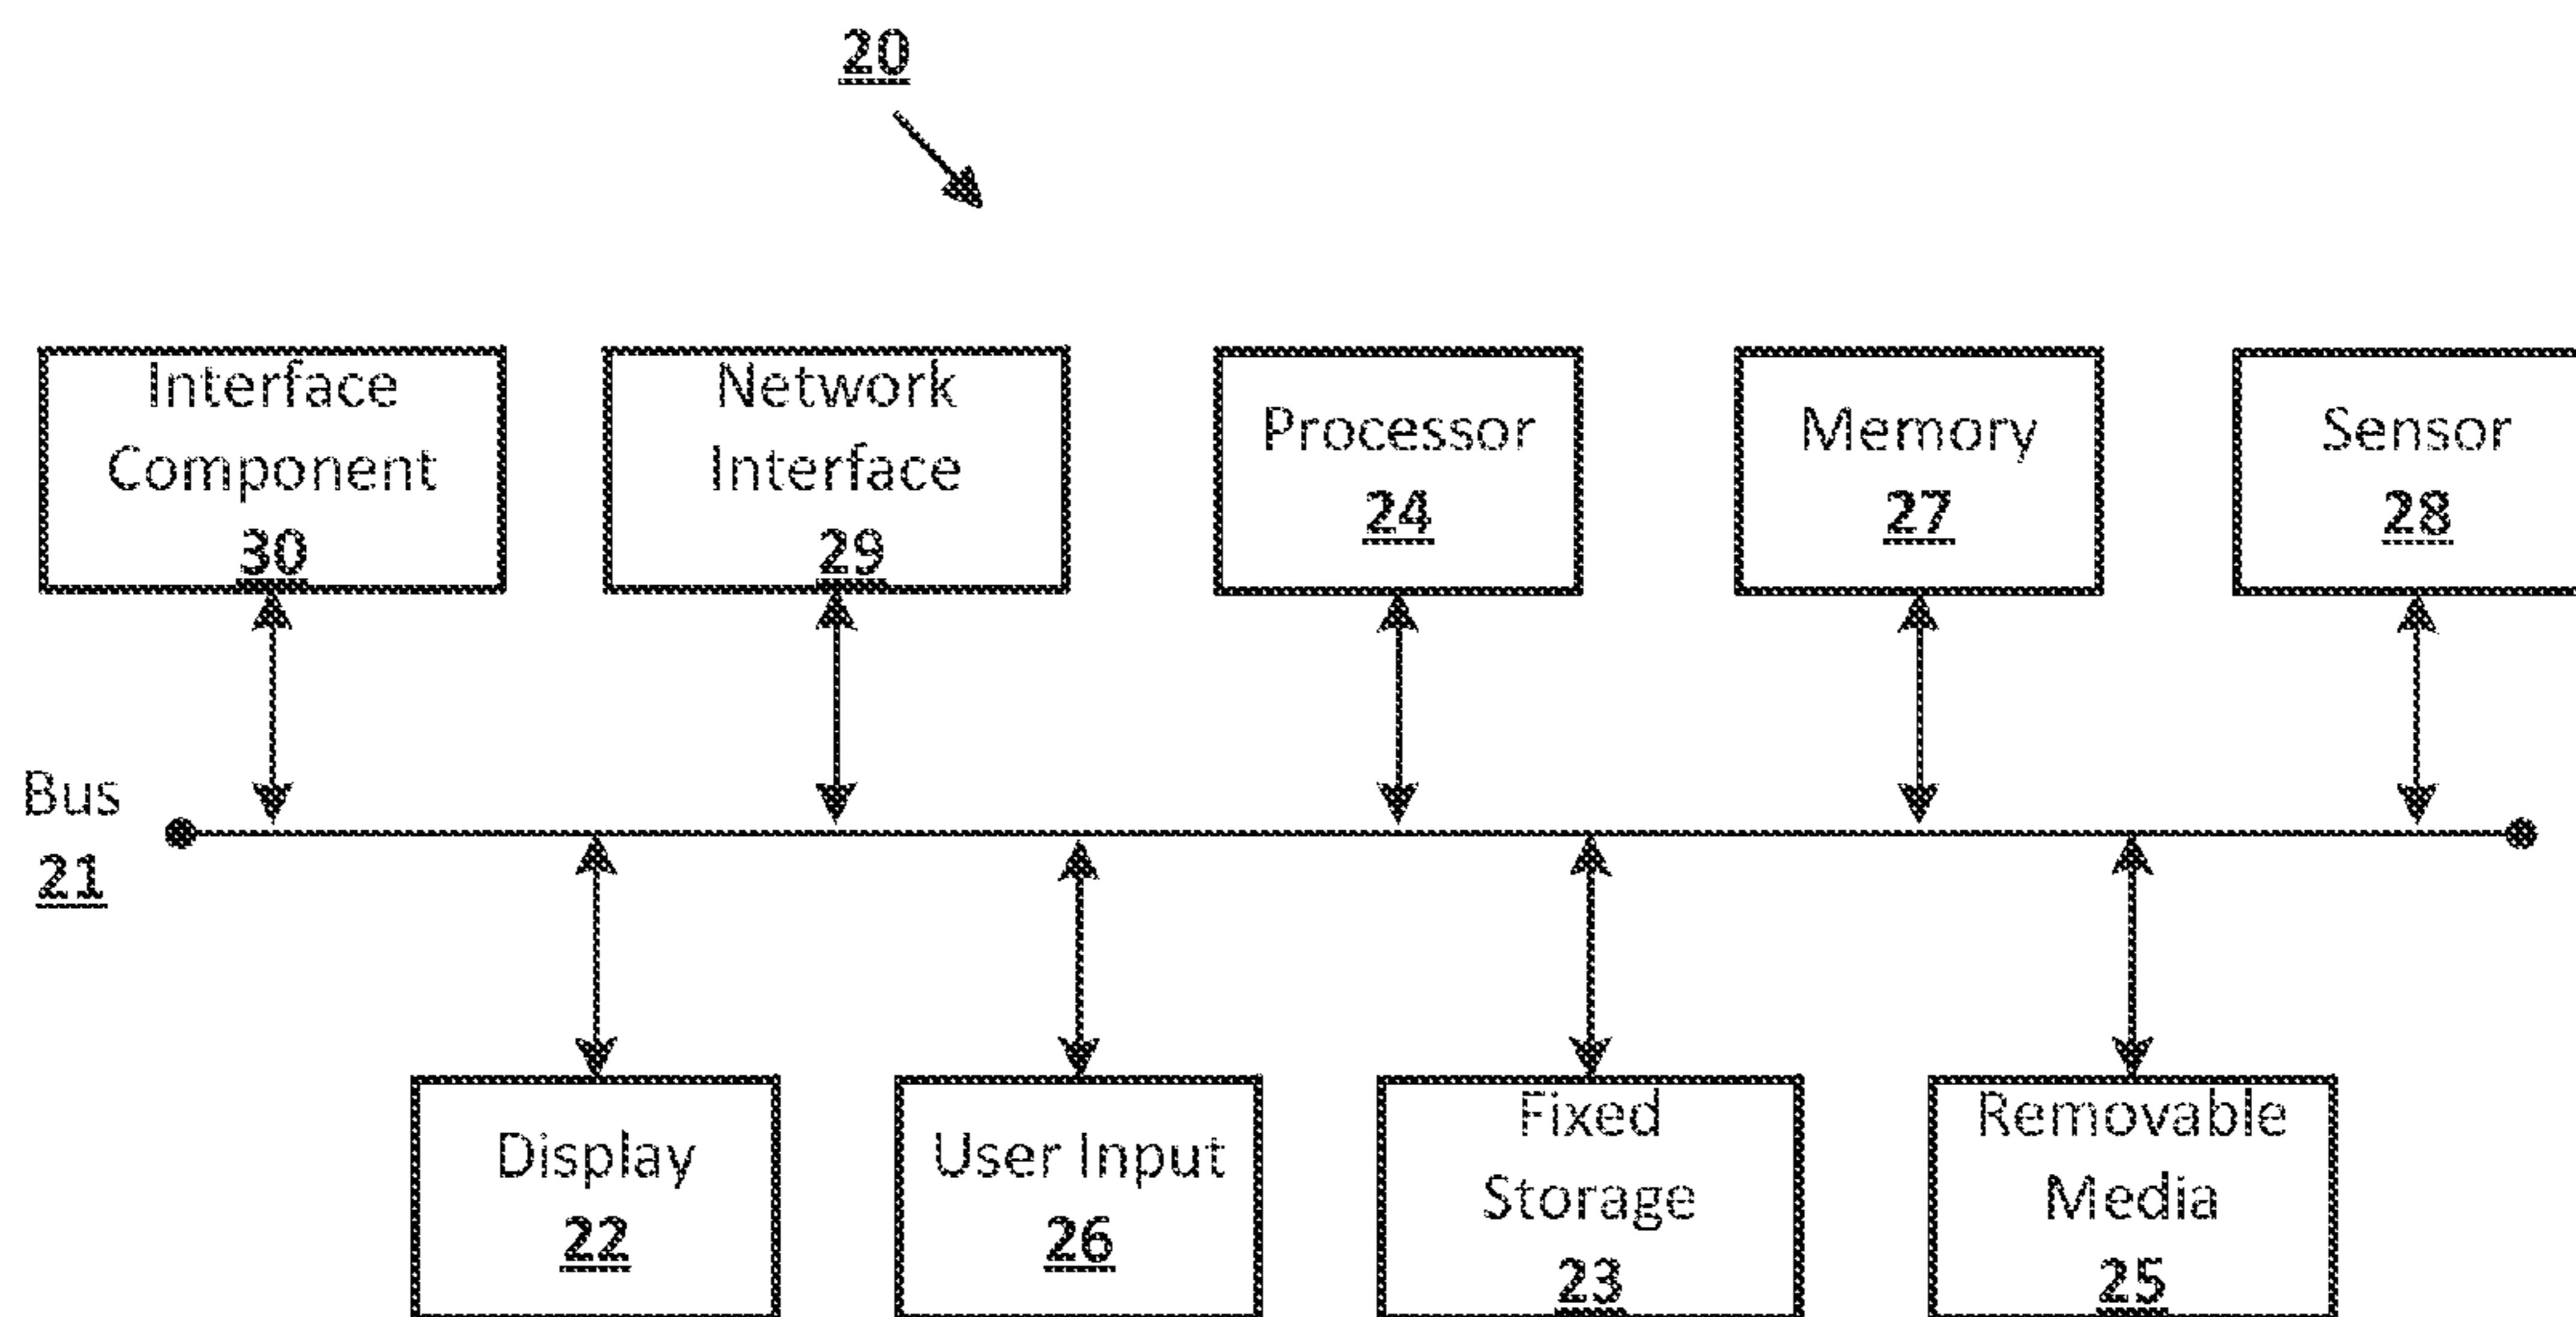 20
Interface
Component
30
Network
Interface
29
Processor
24
Memory
27
Sensor
28
Bus
21
Display
22
User Input
26
Fixed
Storage
23
Removable
Media
25